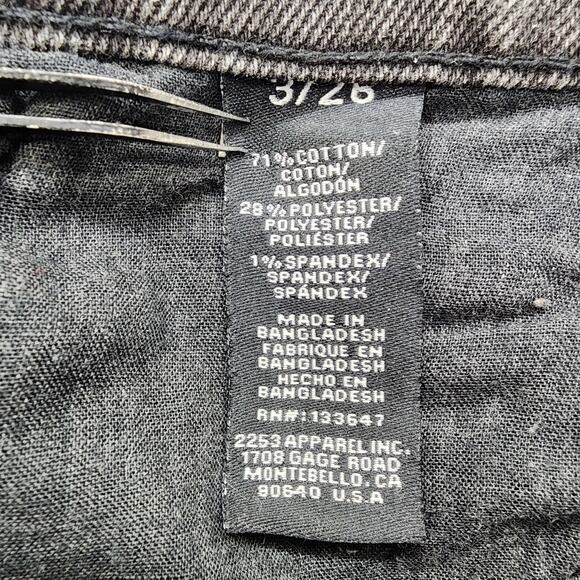 3/26
71% COTTON/
COTON/
ALGODÓN
28% POLYESTER/
POLYESTER/
POLIÉSTER
1% SPANDEX/
SPANDEX/
SPÁNDEX
MADE IN
BANGLADESH
FABRIQUE EN
BANGLADESH
HECHO EN
BANGLADESH
RN#:133647
2253 APPAREL INC.
1708 GAGE ROAD
MONTEBELLO, CA
90640 U.S.A